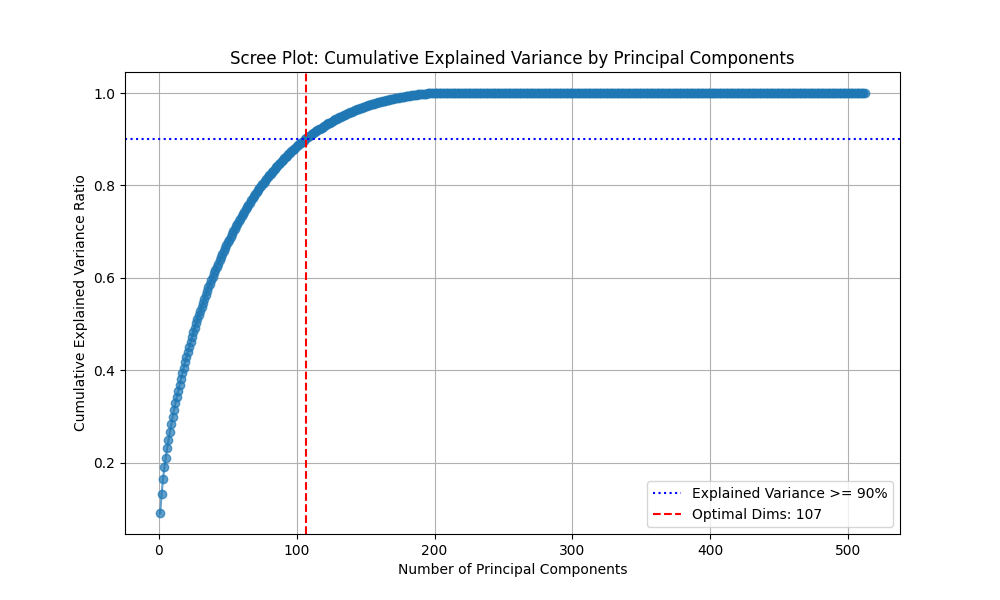 Scree Plot: Cumulative Explained Variance by Principal Components
Cumulative Explained Variance Ratio
1.0
0.8
0.6
0.4
0.2
Explained Variance >= 90%
Optimal Dims: 107
0 100 200 300 400 500
Number of Principal Components